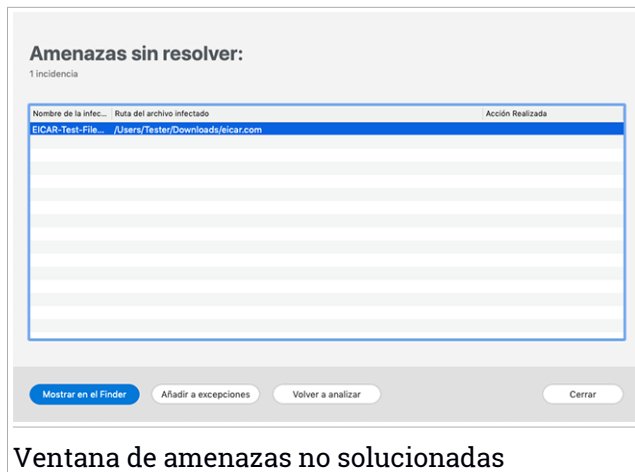 Amenazas sin resolver:
1 incidencia
Nombre de la infec... Ruta del archivo infectado Acción Realizada
EICAR-Test-File... /Users/Tester/Downloads/eicar.com
Mostrar en el Finder Añadir a excepciones Volver a analizar Cerrar
Ventana de amenazas no solucionadas